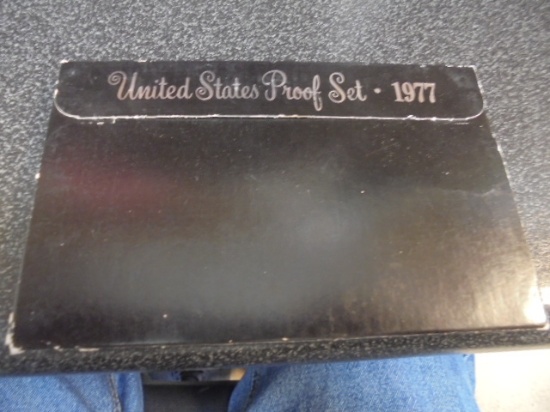 United States Proof Set • 1977